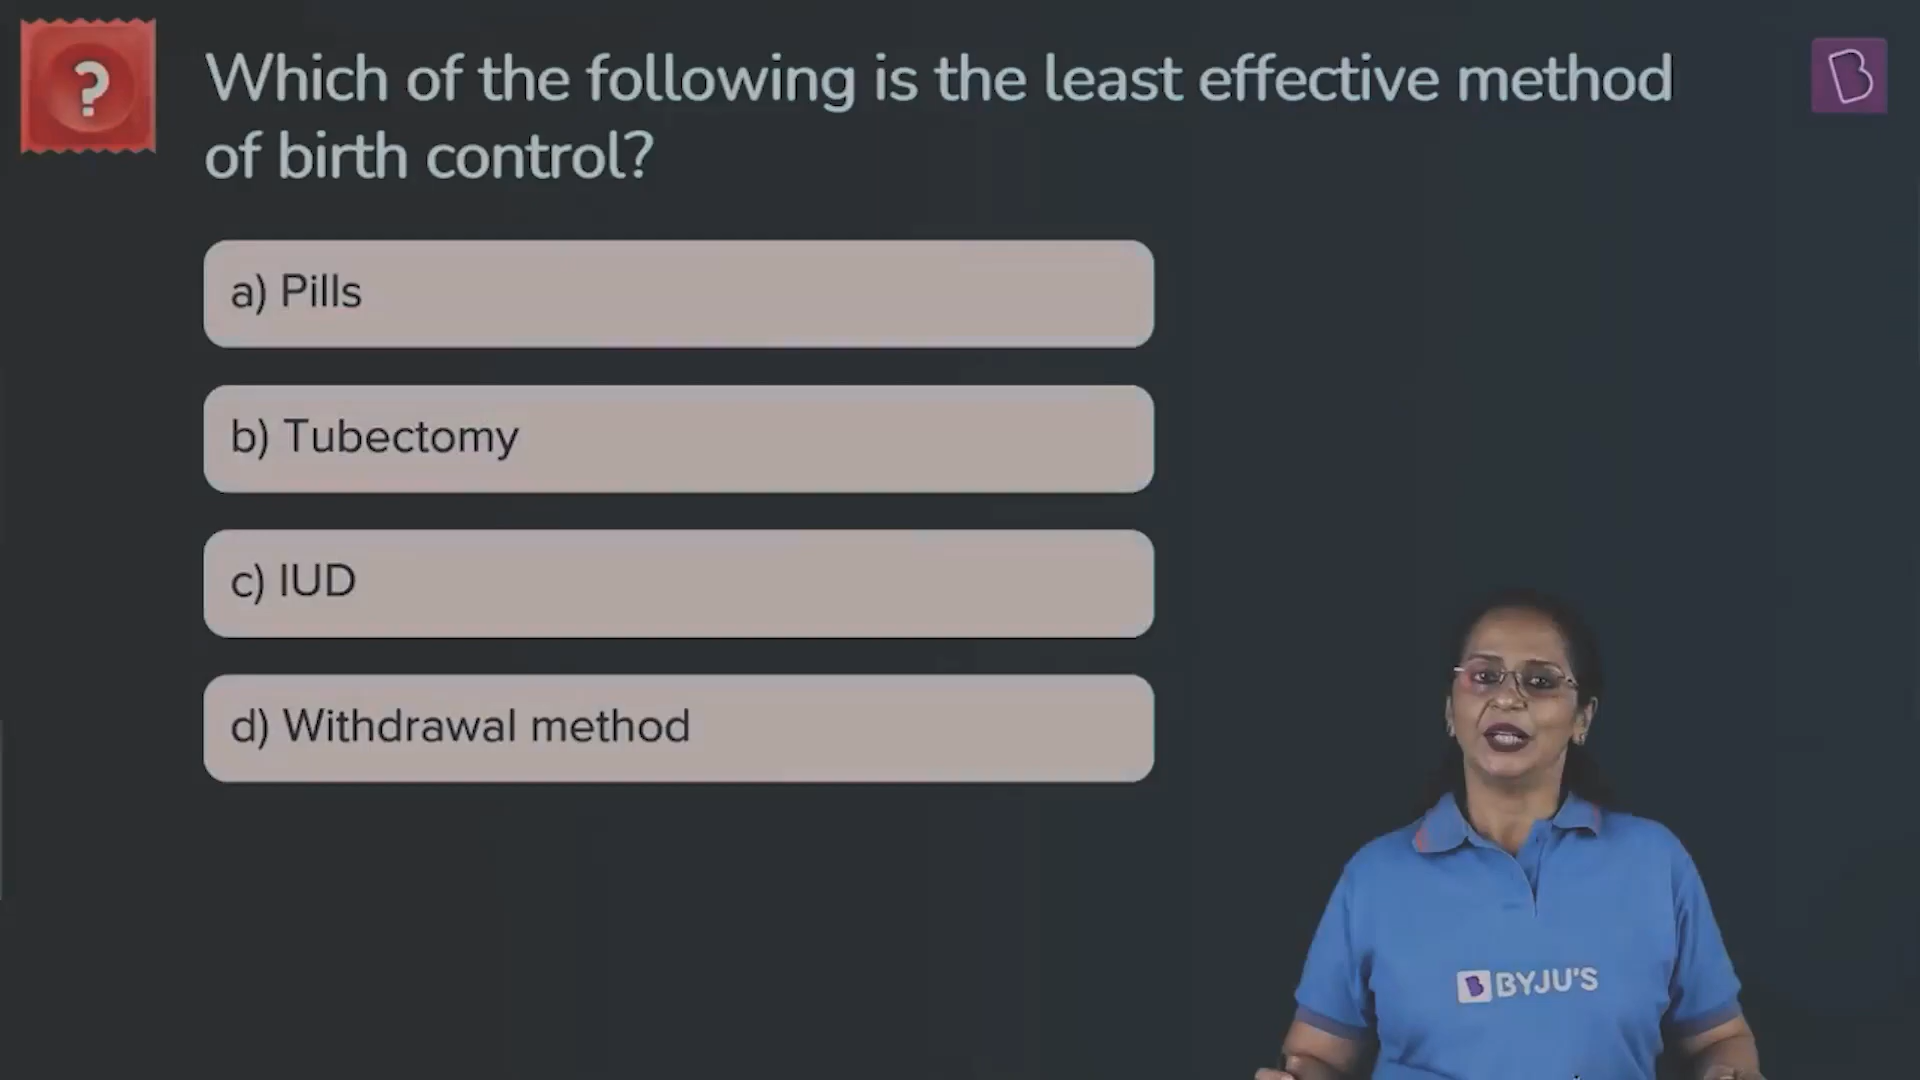 ?
Which of the following is the least effective method
of birth control?
B
a) Pills
b) Tubectomy
c) IUD
d) Withdrawal method
B BYJU'S